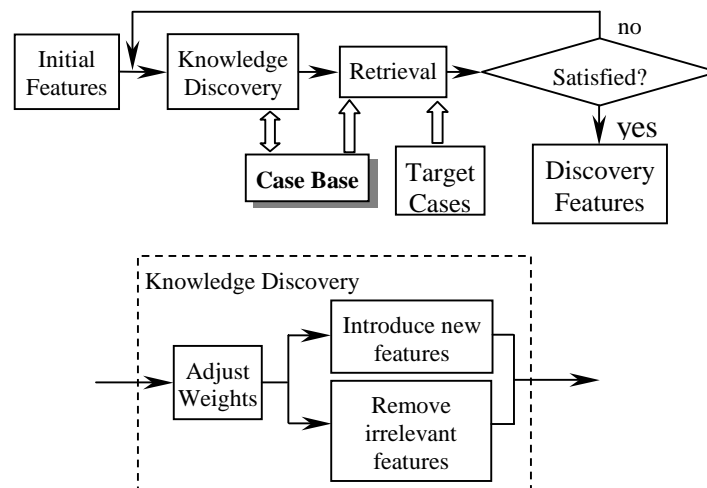 no
Initial
Features
Knowledge
Discovery
Retrieval
Satisfied?
yes
Case Base
Target
Cases
Discovery
Features
Knowledge Discovery
Adjust
Weights
Introduce new
features
Remove
irrelevant
features